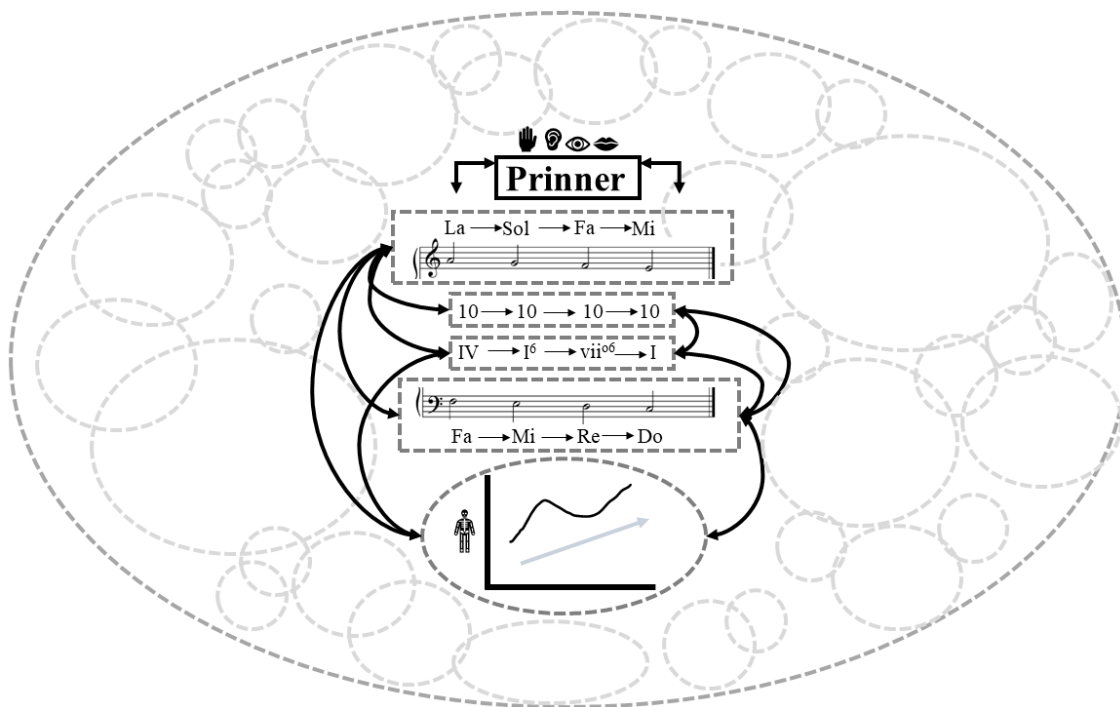 Prinner
La → Sol → Fa → Mi
10 → 10 → 10 → 10
IV → I⁶ → vii°⁶ → I
Fa → Mi → Re → Do